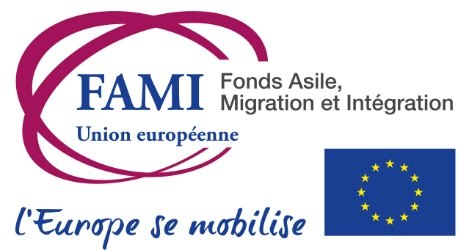 FAMI
Union européenne
Fonds Asile,
Migration et Intégration
l'Europe se mobilise